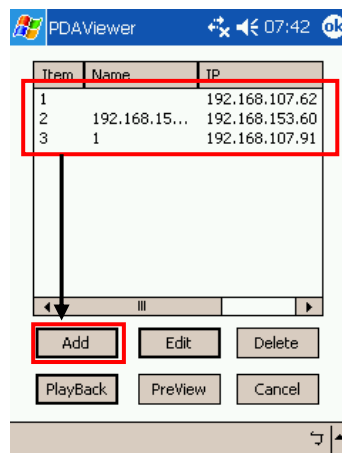 PDAViewer 07:42 ok
Item Name IP
1 192.168.107.62
2 192.168.15... 192.168.153.60
3 1 192.168.107.91
Add Edit Delete
PlayBack PreView Cancel